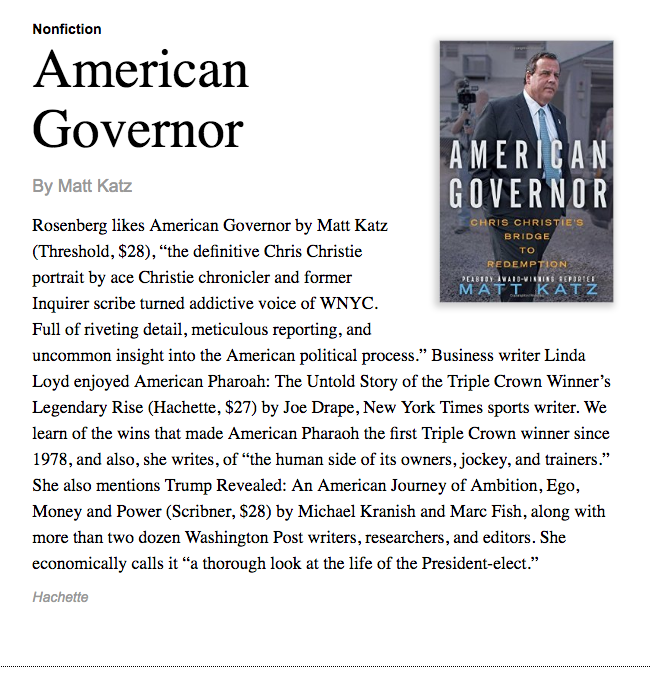 Nonfiction
American
Governor
By Matt Katz
Rosenberg likes American Governor by Matt Katz
(Threshold, $28), “the definitive Chris Christie
portrait by ace Christie chronicler and former
Inquirer scribe turned addictive voice of WNYC.
Full of riveting detail, meticulous reporting, and
uncommon insight into the American political process.” Business writer Linda
Loyd enjoyed American Pharoah: The Untold Story of the Triple Crown Winner’s
Legendary Rise (Hachette, $27) by Joe Drape, New York Times sports writer. We
learn of the wins that made American Pharaoh the first Triple Crown winner since
1978, and also, she writes, of “the human side of its owners, jockey, and trainers.”
She also mentions Trump Revealed: An American Journey of Ambition, Ego,
Money and Power (Scribner, $28) by Michael Kranish and Marc Fish, along with
more than two dozen Washington Post writers, researchers, and editors. She
economically calls it “a thorough look at the life of the President-elect.”
Hachette
AMERICAN
GOVERNOR
CHRIS CHRISTIE'S
BRIDGE
TO
REDEMPTION
PEABODY AWARD-WINNING REPORTER
MATT KATZ